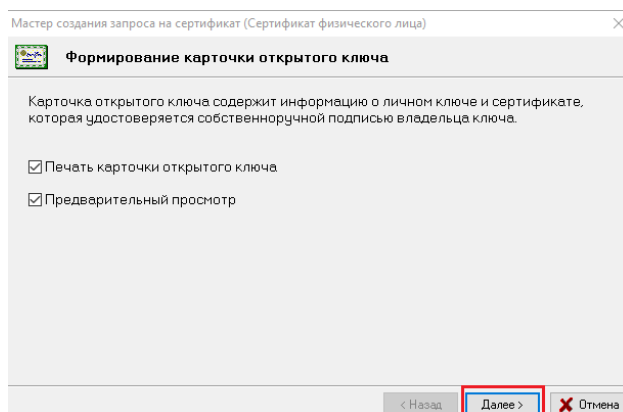 Мастер создания запроса на сертификат (Сертификат физического лица)
Формирование карточки открытого ключа
Карточка открытого ключа содержит информацию о личном ключе и сертификате,
которая удостоверяется собственноручной подписью владельца ключа.
Печать карточки открытого ключа
Предварительный просмотр
< Назад Далее > Отмена